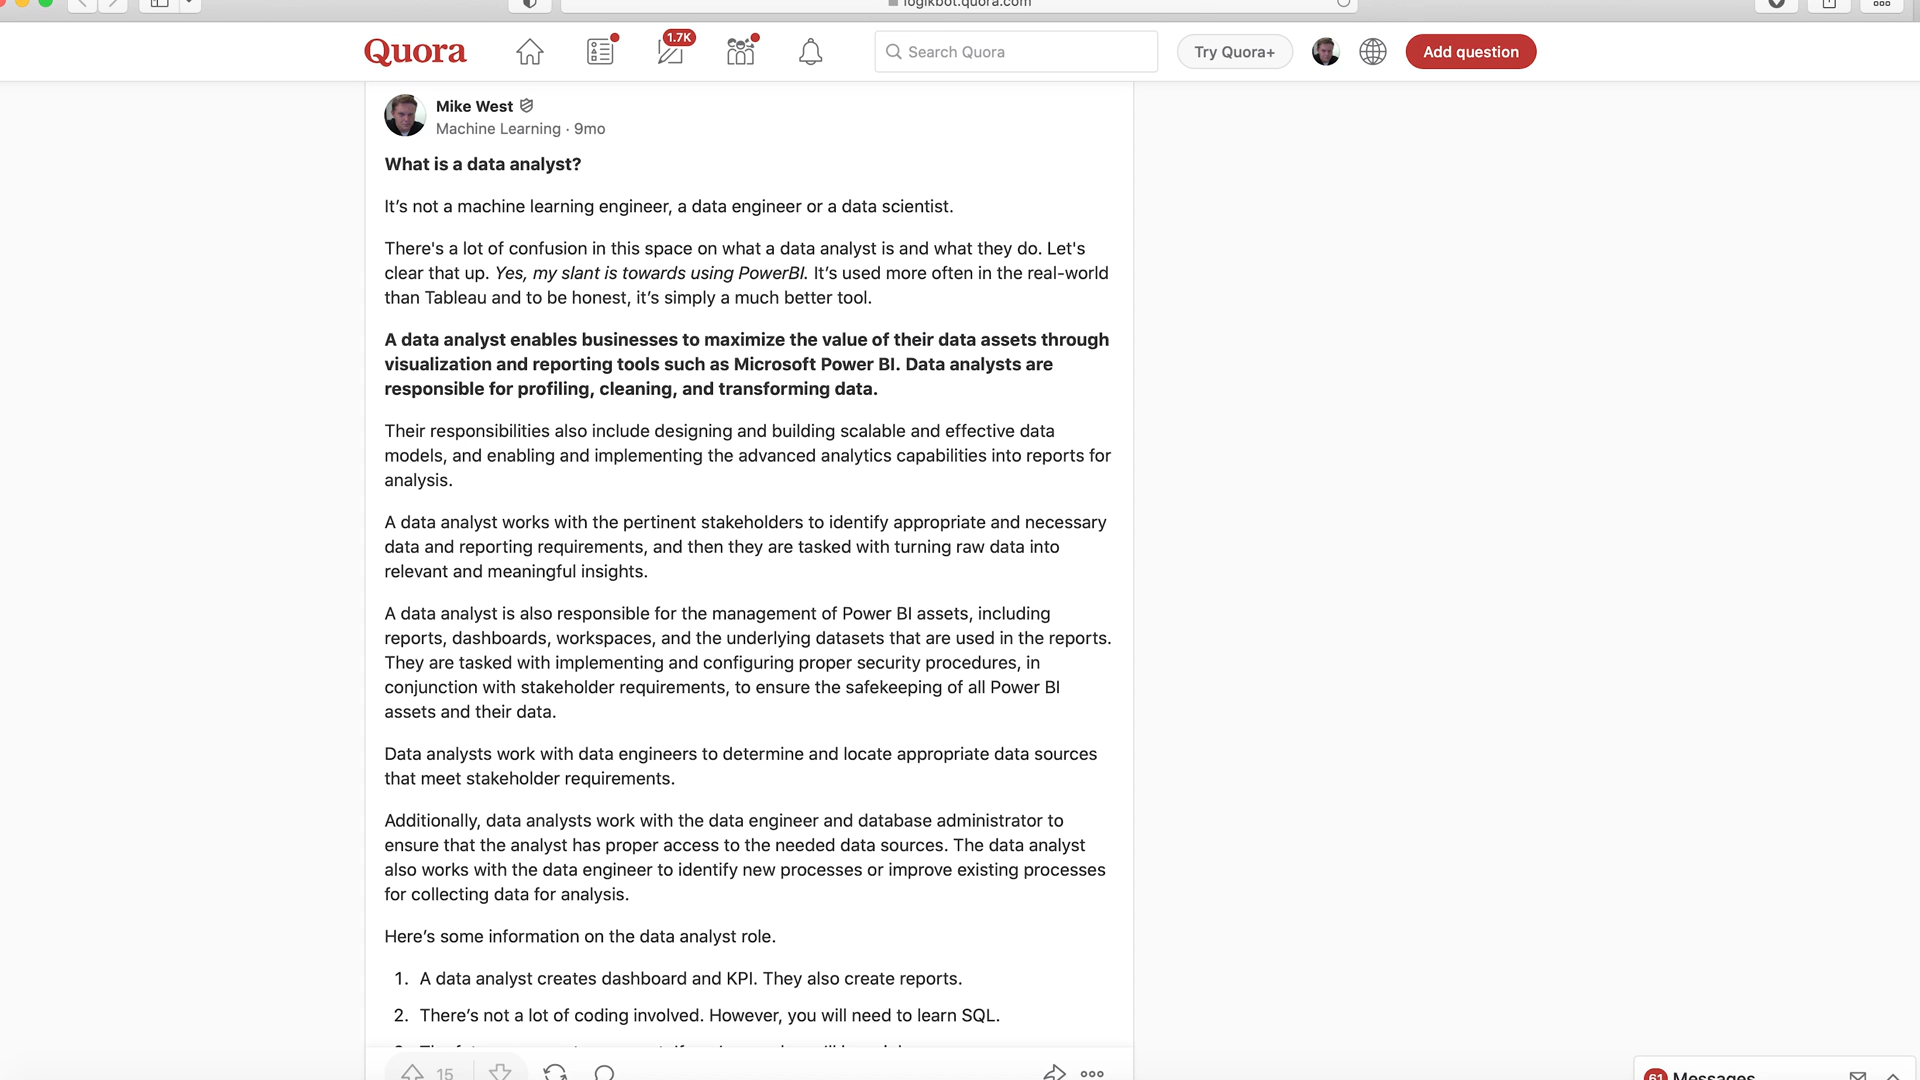 logikbot.quora.com
Quora
1.7K
Search Quora
Try Quora+
Add question
Mike West
Machine Learning · 9mo
What is a data analyst?
It’s not a machine learning engineer, a data engineer or a data scientist.
There's a lot of confusion in this space on what a data analyst is and what they do. Let's
clear that up. Yes, my slant is towards using PowerBI. It’s used more often in the real-world
than Tableau and to be honest, it’s simply a much better tool.
A data analyst enables businesses to maximize the value of their data assets through
visualization and reporting tools such as Microsoft Power BI. Data analysts are
responsible for profiling, cleaning, and transforming data.
Their responsibilities also include designing and building scalable and effective data
models, and enabling and implementing the advanced analytics capabilities into reports for
analysis.
A data analyst works with the pertinent stakeholders to identify appropriate and necessary
data and reporting requirements, and then they are tasked with turning raw data into
relevant and meaningful insights.
A data analyst is also responsible for the management of Power BI assets, including
reports, dashboards, workspaces, and the underlying datasets that are used in the reports.
They are tasked with implementing and configuring proper security procedures, in
conjunction with stakeholder requirements, to ensure the safekeeping of all Power BI
assets and their data.
Data analysts work with data engineers to determine and locate appropriate data sources
that meet stakeholder requirements.
Additionally, data analysts work with the data engineer and database administrator to
ensure that the analyst has proper access to the needed data sources. The data analyst
also works with the data engineer to identify new processes or improve existing processes
for collecting data for analysis.
Here’s some information on the data analyst role.
1. A data analyst creates dashboard and KPI. They also create reports.
2. There’s not a lot of coding involved. However, you will need to learn SQL.
15
61 Messages